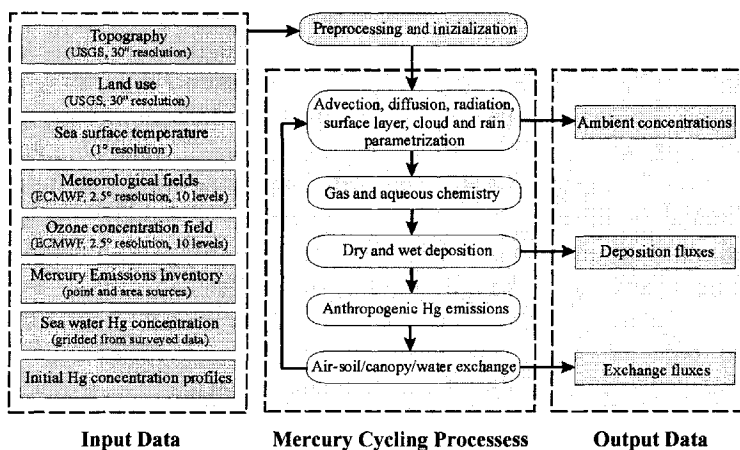 Topography
(USGS, 30" resolution)
Land use
(USGS, 30" resolution)
Sea surface temperature
(1° resolution )
Meteorological fields
(ECMWF, 2.5° resolution, 10 levels)
Ozone concentration field
(ECMWF, 2.5° resolution, 10 levels)
Mercury Emissions Inventory
(point and area sources)
Sea water Hg concentration
(gridded from surveyed data)
Initial Hg concentration profiles
Input Data
Preprocessing and inizialization
Advection, diffusion, radiation,
surface layer, cloud and rain
parametrization
Gas and aqueous chemistry
Dry and wet deposition
Anthropogenic Hg emissions
Air-soil/canopy/water exchange
Mercury Cycling Processess
Ambient concentrations
Deposition fluxes
Exchange fluxes
Output Data